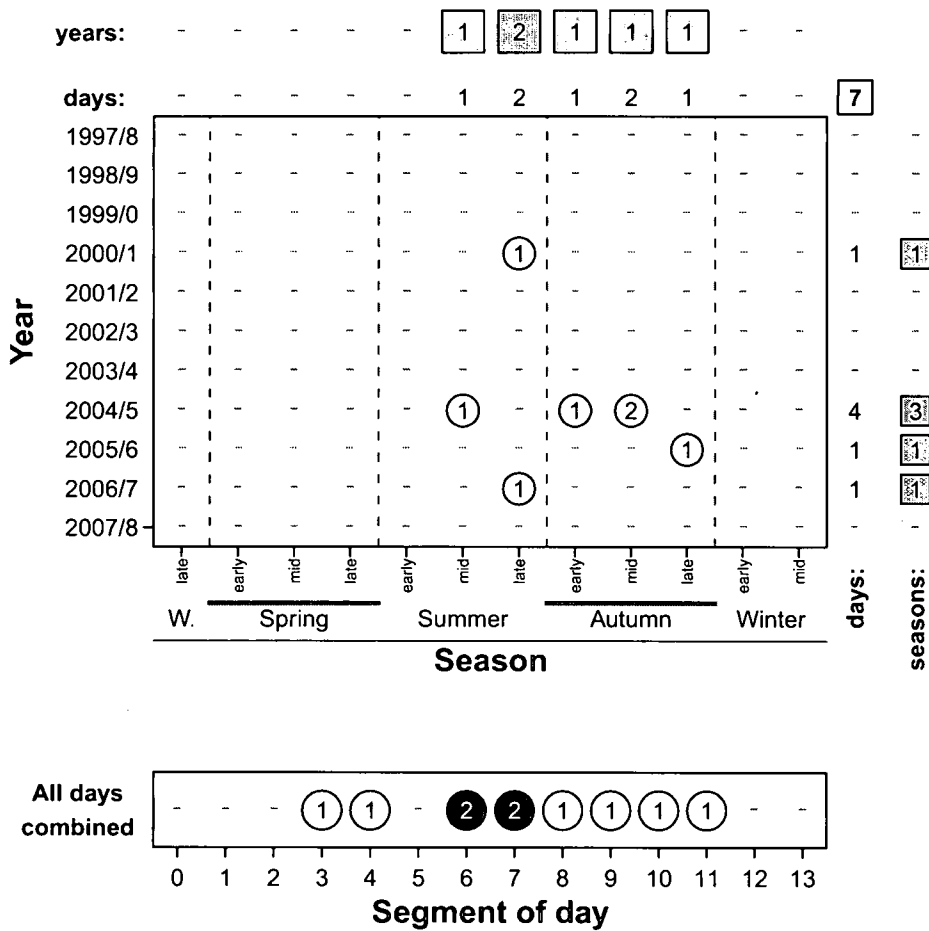 years: - - - - - 1 2 1 1 1 - -
days: - - - - - 1 2 1 2 1 - - 7
1997/8 - - - - - - - - - - - - - -
1998/9 - - - - - - - - - - - - - -
1999/0 - - - - - - - - - - - - - -
2000/1 - - - - - - 1 - - - - - 1 1
2001/2 - - - - - - - - - - - - - -
2002/3 - - - - - - - - - - - - - -
2003/4 - - - - - - - - - - - - - -
2004/5 - - - - - 1 - 1 2 - - - 4 3
2005/6 - - - - - - - - - 1 - - 1 1
2006/7 - - - - - - 1 - - - - - 1 1
2007/8 - - - - - - - - - - - - - -
Year
late early mid late early mid late early mid late early mid
W. Spring Summer Autumn Winter
days:
seasons:
Season
All days
combined
- - - 1 1 - 2 2 1 1 1 1 - -
0 1 2 3 4 5 6 7 8 9 10 11 12 13
Segment of day